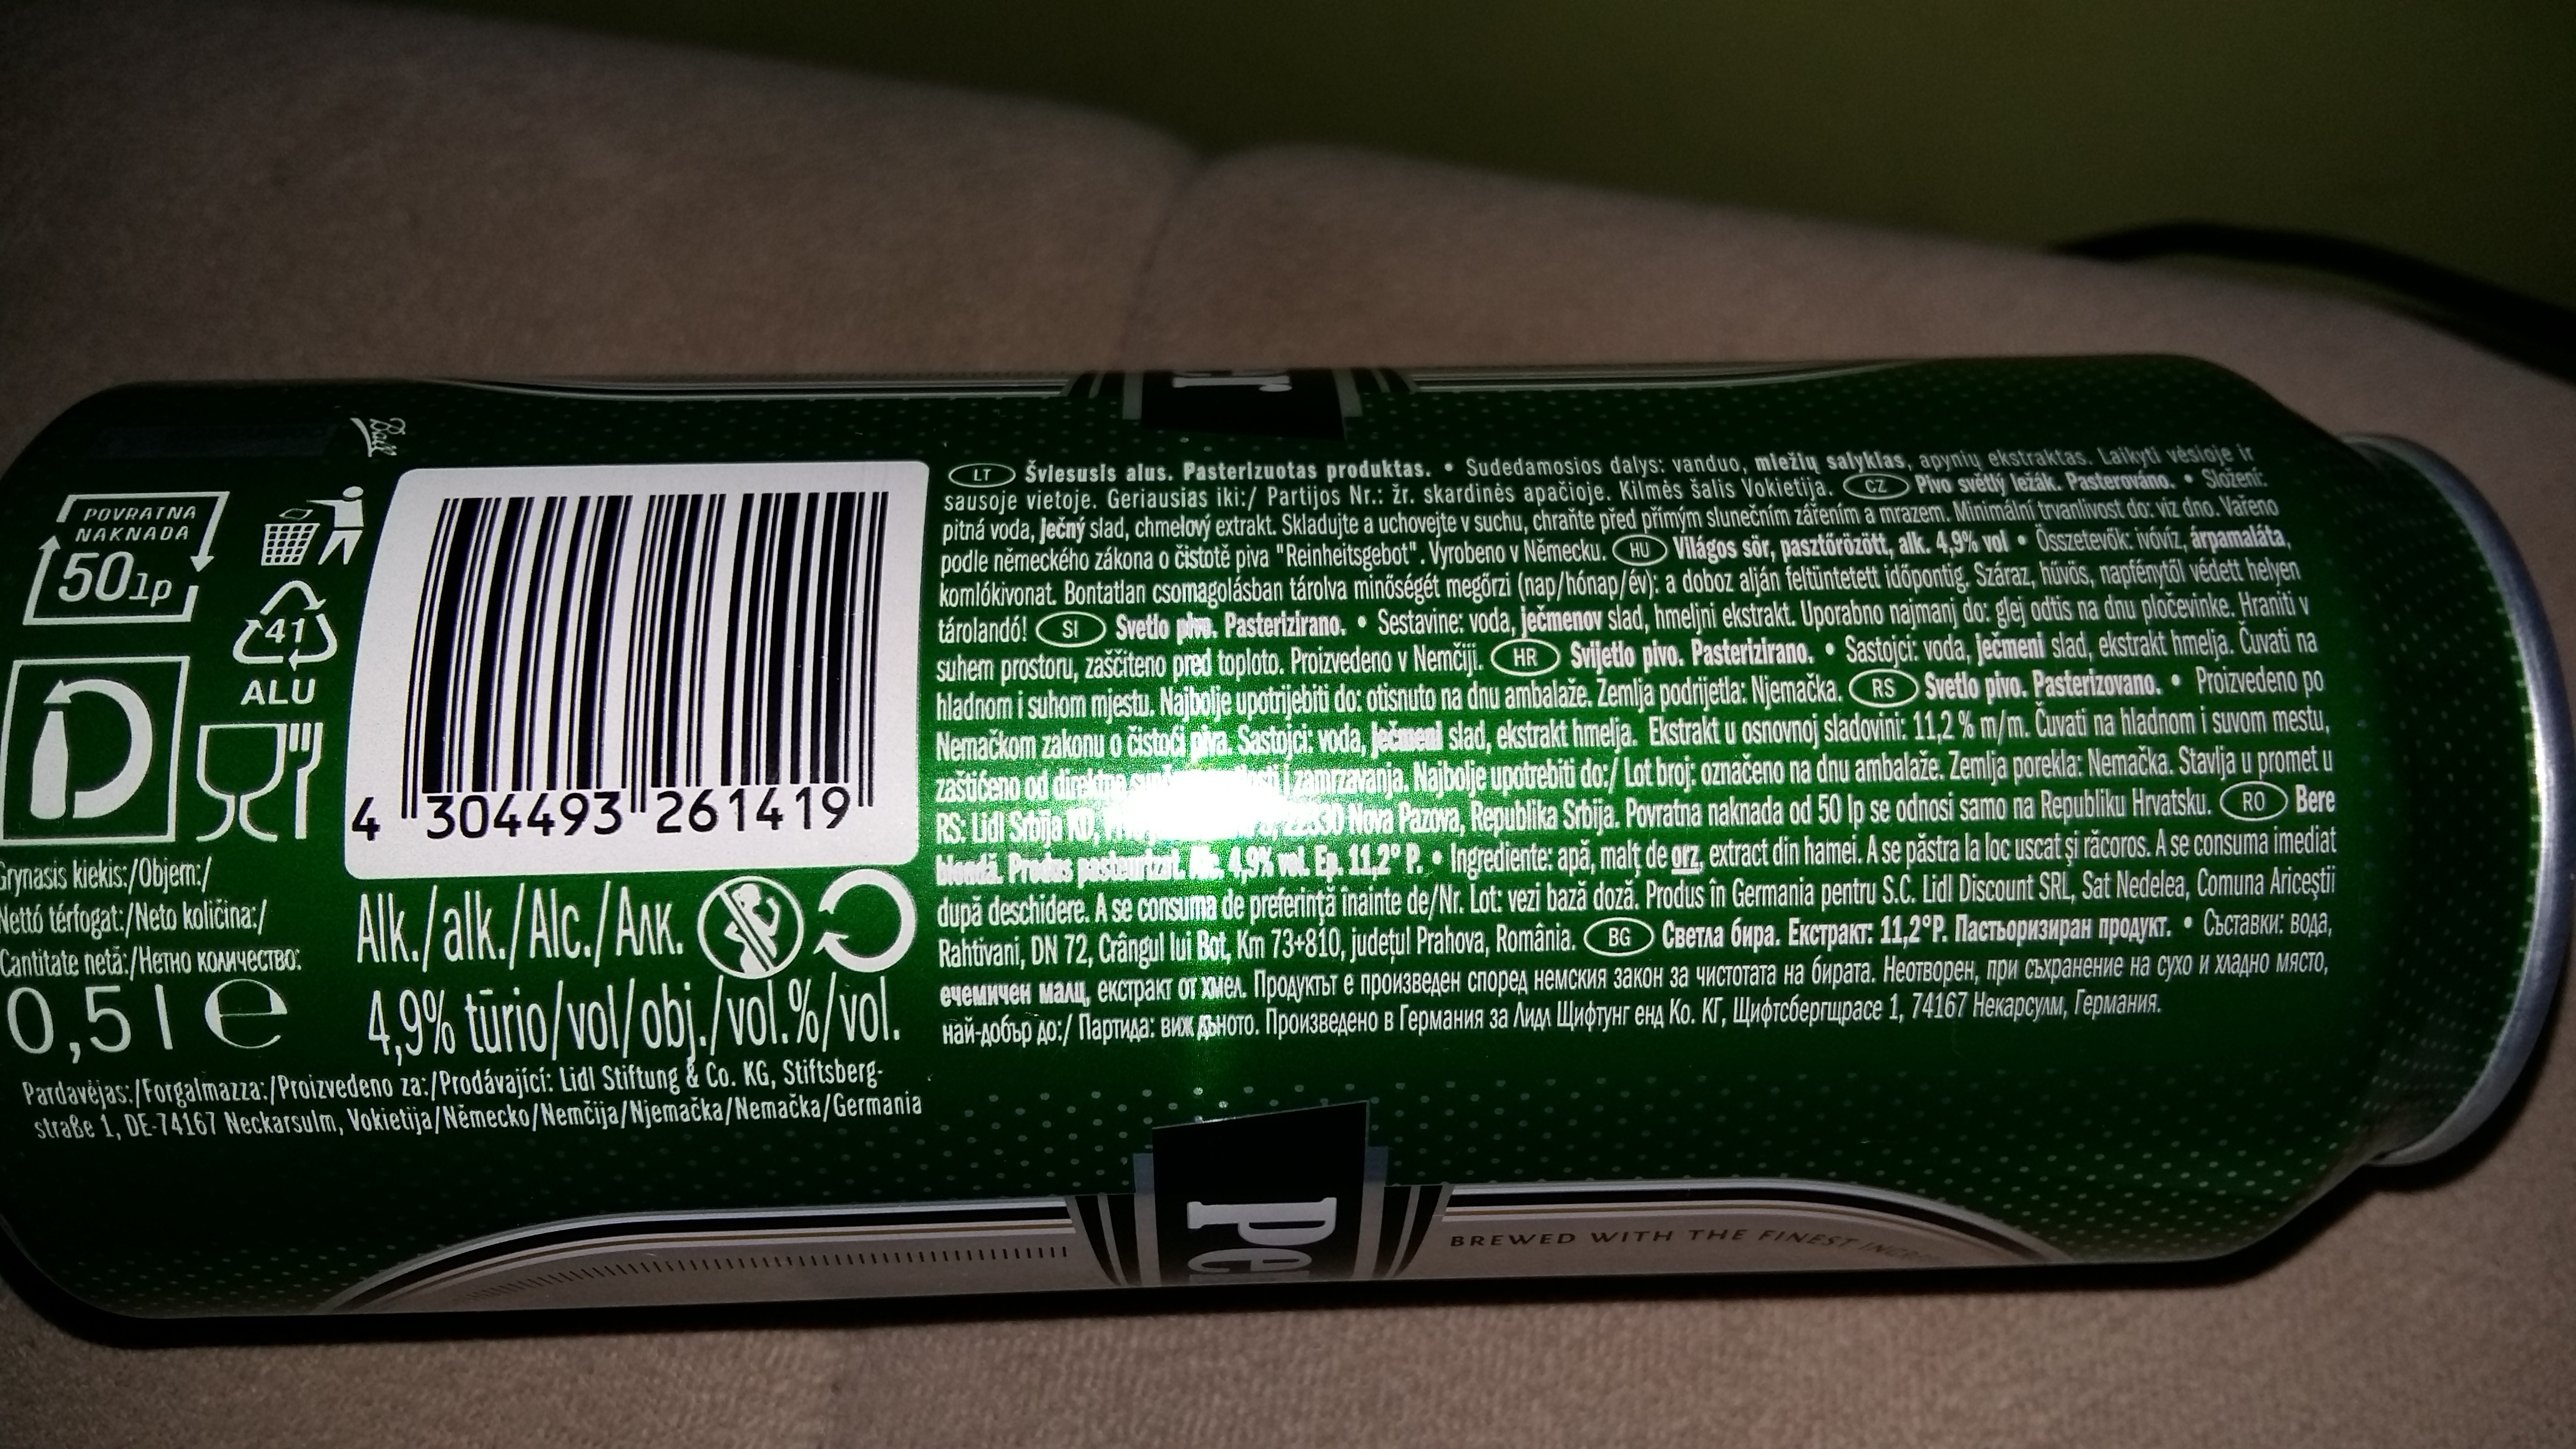 er
Ball
POVRATNA
NAKNADA
50lp
41
ALU
4 304493 261419
Grynasis kiekis:/Objem:/
Nettó térfogat:/Neto količina:/
Cantitate netă:/Нетно количество:
0,5 l e
Alk./alk./Alc./Алк.
4,9% tūrio/vol/obj./vol.%/vol.
Pardavėjas:/Forgalmazza:/Proizvedeno za:/Prodávající: Lidl Stiftung & Co. KG, Stiftsberg-
straße 1, DE-74167 Neckarsulm, Vokietija/Německo/Nemčija/Njemačka/Nemačka/Germania
LT Šviesusis alus. Pasterizuotas produktas. • Sudedamosios dalys: vanduo, miežių salyklas, apynių ekstraktas. Laikyti vėsioje ir
sausoje vietoje. Geriausias iki:/ Partijos Nr.: žr. skardinės apačioje. Kilmės šalis Vokietija. CZ Pivo světlý ležák. Pasterováno. • Složení:
pitná voda, ječný slad, chmelový extrakt. Skladujte a uchovejte v suchu, chraňte před přímým slunečním zářením a mrazem. Minimální trvanlivost do: viz dno. Vařeno
podle německého zákona o čistotě piva "Reinheitsgebot". Vyrobeno v Německu. HU Világos sör, pasztőrözött, alk. 4,9% vol • Összetevők: ivóvíz, árpamaláta,
komlókivonat. Bontatlan csomagolásban tárolva minőségét megőrzi (nap/hónap/év): a doboz alján feltüntetett időpontig. Száraz, hűvös, napfénytől védett helyen
tárolandó! SI Svetlo pivo. Pasterizirano. • Sestavine: voda, ječmenov slad, hmeljni ekstrakt. Uporabno najmanj do: glej odtis na dnu pločevinke. Hraniti v
suhem prostoru, zaščiteno pred toploto. Proizvedeno v Nemčiji. HR Svijetlo pivo. Pasterizirano. • Sastojci: voda, ječmeni slad, ekstrakt hmelja. Čuvati na
hladnom i suhom mjestu. Najbolje upotrijebiti do: otisnuto na dnu ambalaže. Zemlja podrijetla: Njemačka. RS Svetlo pivo. Pasterizovano. • Proizvedeno po
Nemačkom zakonu o čistoći piva. Sastojci: voda, ječmeni slad, ekstrakt hmelja. Ekstrakt u osnovnoj sladovini: 11,2 % m/m. Čuvati na hladnom i suvom mestu,
zaštićeno od direktne i zamrzavanja. Najbolje upotrebiti do:/ Lot broj: označeno na dnu ambalaže. Zemlja porekla: Nemačka. Stavlja u promet u
RS: Lidl Srbija KD, 22330 Nova Pazova, Republika Srbija. Povratna naknada od 50 lp se odnosi samo na Republiku Hrvatsku. RO Bere
blondă. Produs pasteurizat. Alc. 4,9% vol. Ep. 11,2° P. • Ingrediente: apă, malţ de orz, extract din hamei. A se păstra la loc uscat şi răcoros. A se consuma imediat
după deschidere. A se consuma de preferinţă înainte de/Nr. Lot: vezi bază doză. Produs în Germania pentru S.C. Lidl Discount SRL, Sat Nedelea, Comuna Ariceştii
Rahtivani, DN 72, Crângul lui Bot, Km 73+810, judeţul Prahova, România. BG Светла бира. Екстракт: 11,2°P. Пастьоризиран продукт. • Съставки: вода,
ечемичен малц, екстракт от хмел. Продуктът е произведен според немския закон за чистотата на бирата. Неотворен, при съхранение на сухо и хладно място,
най-добър до:/ Партида: виж дъното. Произведено в Германия за Лидл Щифтунг енд Ко. КГ, Щифтсбергщрасе 1, 74167 Некарсулм, Германия.
Pe
BREWED WITH THE FINEST